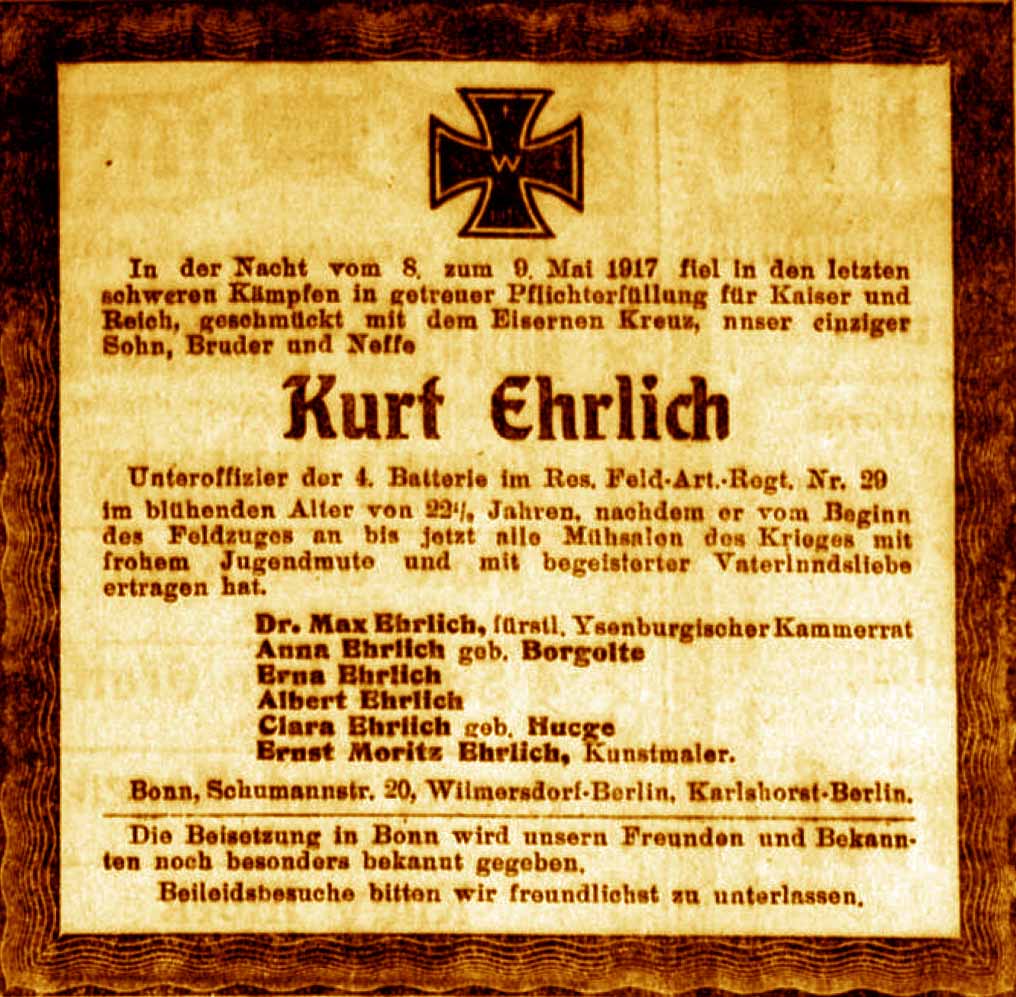 W
In der Nacht vom 8. zum 9. Mai 1917 fiel in den letzten
schweren Kämpfen in getreuer Pflichterfüllung für Kaiser und
Reich, geschmückt mit dem Eisernen Kreuz, nnser einziger
Sohn, Bruder und Neffe
Kurt Ehrlich
Unteroffizier der 4. Batterie im Res. Feld-Art.-Regt. Nr. 29
im blühenden Alter von Jahren, nachdem er vom Beginn
des Feldzuges an bis jetzt alle Mühsalen des Krieges mit
frohem Jugendmute und mit begeisterter Vaterlnndsliebe
ertragen hat.
Dr. Max Ehrlich, fürstl. Ysenburgischer Kammerrat
Anna Ehrlich geb. Borgolte
Erna Ehrlich
Albert Ehrlich
Clara Ehrlich geb. Hucge
Ernst Moritz Ehrlich, Kunstmaler.
Bonn, Schumannstr. 20, Wilmersdorf-Berlin, Karlshorst-Berlin.
Die Beisetzung in Bonn wird unsern Freunden und Bekann-
ten noch besonders bekannt gegeben.
Beileidsbesuche bitten wir freundlichst zu unterlassen.